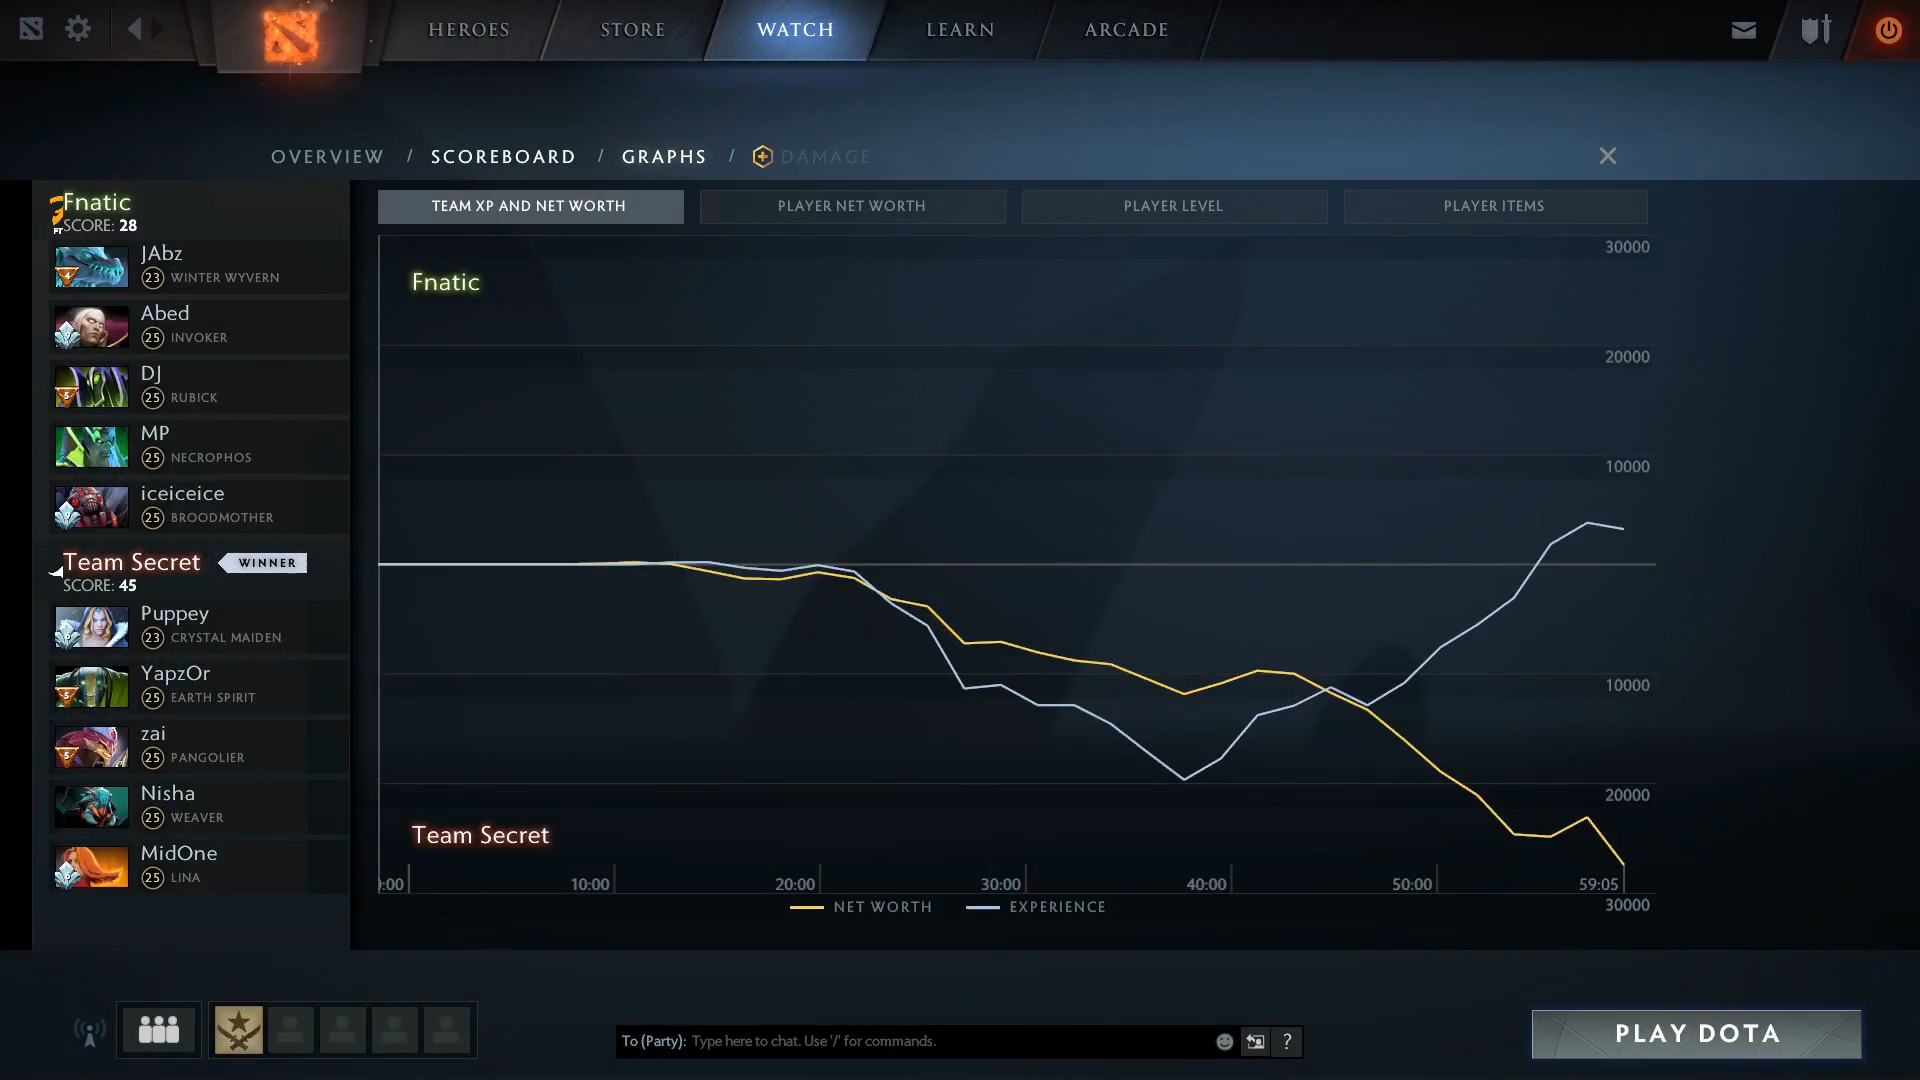 HEROES
STORE
WATCH
LEARN
ARCADE
OVERVIEW / SCOREBOARD / GRAPHS / DAMAGE
Fnatic
SCORE: 28
JAbz
4
23 WINTER WYVERN
Abed
25 INVOKER
DJ
5
25 RUBICK
MP
25 NECROPHOS
iceiceice
25 BROODMOTHER
Team Secret
WINNER
SCORE: 45
Puppey
23 CRYSTAL MAIDEN
YapzOr
5
25 EARTH SPIRIT
zai
5
25 PANGOLIER
Nisha
25 WEAVER
MidOne
25 LINA
TEAM XP AND NET WORTH
PLAYER NET WORTH
PLAYER LEVEL
PLAYER ITEMS
30000
Fnatic
20000
10000
10000
20000
Team Secret
:00
10:00
20:00
30:00
40:00
50:00
59:05
30000
NET WORTH
EXPERIENCE
To (Party): Type here to chat. Use '/' for commands.
?
PLAY DOTA